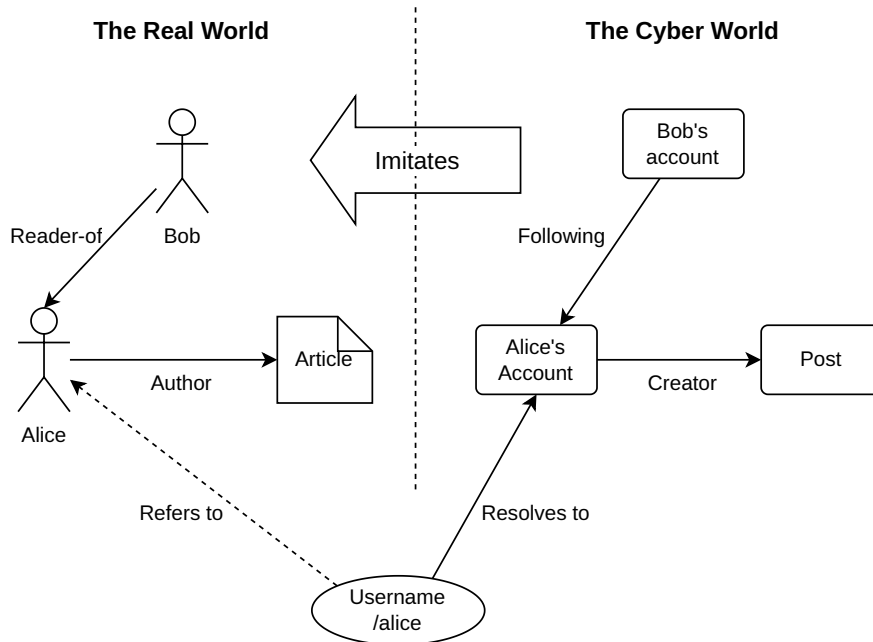 The Real World
The Cyber World
Imitates
Bob's
account
Reader-of
Bob
Following
Article
Alice's
Account
Post
Author
Creator
Alice
Refers to
Resolves to
Username
/alice